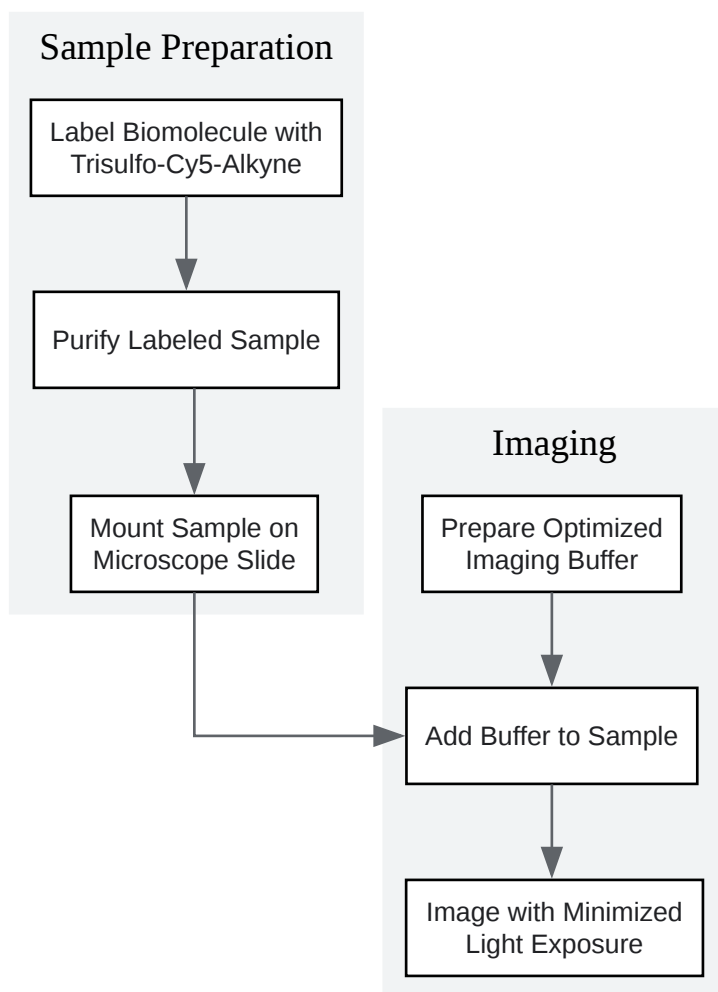 Sample Preparation
Label Biomolecule with
Trisulfo-Cy5-Alkyne
Purify Labeled Sample
Mount Sample on
Microscope Slide
Imaging
Prepare Optimized
Imaging Buffer
Add Buffer to Sample
Image with Minimized
Light Exposure